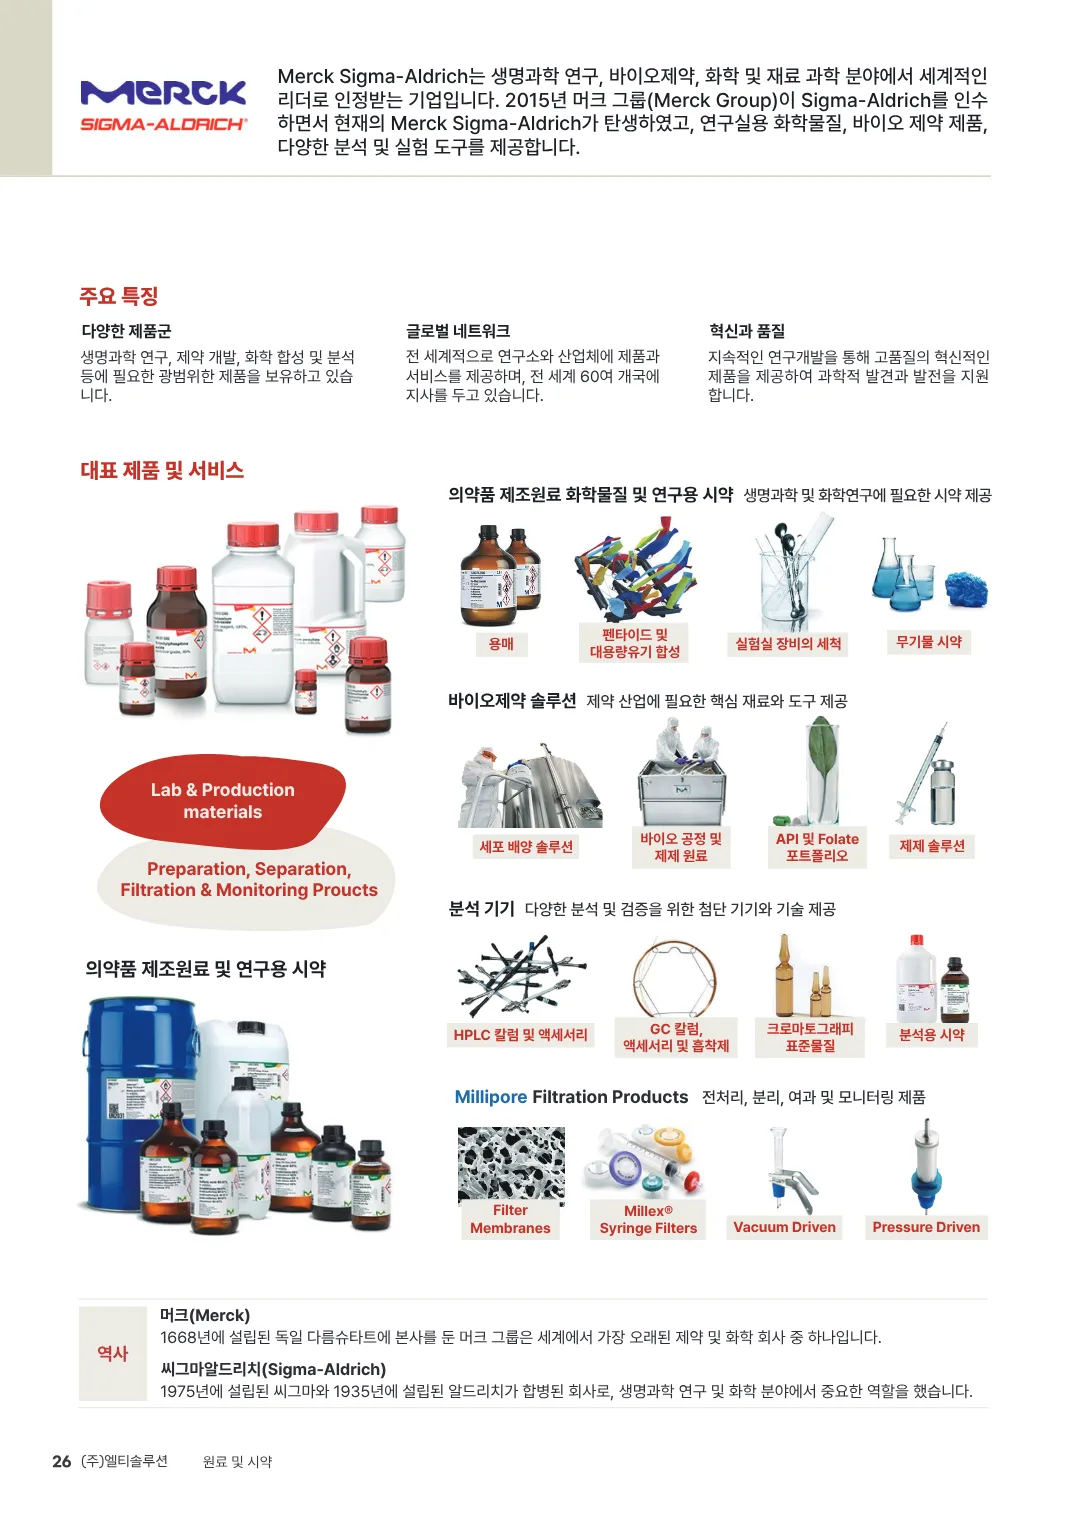 MERCK
SIGMA-ALDRICH®
Merck Sigma-Aldrich는 생명과학 연구, 바이오제약, 화학 및 재료 과학 분야에서 세계적인
리더로 인정받는 기업입니다. 2015년 머크 그룹(Merck Group)이 Sigma-Aldrich를 인수
하면서 현재의 Merck Sigma-Aldrich가 탄생하였고, 연구실용 화학물질, 바이오 제약 제품,
다양한 분석 및 실험 도구를 제공합니다.
주요 특징
다양한 제품군
생명과학 연구, 제약 개발, 화학 합성 및 분석
등에 필요한 광범위한 제품을 보유하고 있습
니다.
글로벌 네트워크
전 세계적으로 연구소와 산업체에 제품과
서비스를 제공하며, 전 세계 60여 개국에
지사를 두고 있습니다.
혁신과 품질
지속적인 연구개발을 통해 고품질의 혁신적인
제품을 제공하여 과학적 발견과 발전을 지원
합니다.
대표 제품 및 서비스
Lab & Production
materials
Preparation, Separation,
Filtration & Monitoring Proucts
의약품 제조원료 및 연구용 시약
의약품 제조원료 화학물질 및 연구용 시약 생명과학 및 화학연구에 필요한 시약 제공
용매
펜타이드 및
대용량유기 합성
실험실 장비의 세척
무기물 시약
바이오제약 솔루션 제약 산업에 필요한 핵심 재료와 도구 제공
세포 배양 솔루션
바이오 공정 및
제제 원료
API 및 Folate
포트폴리오
제제 솔루션
분석 기기 다양한 분석 및 검증을 위한 첨단 기기와 기술 제공
HPLC 칼럼 및 액세서리
GC 칼럼,
액세서리 및 흡착제
크로마토그래피
표준물질
분석용 시약
Millipore Filtration Products 전처리, 분리, 여과 및 모니터링 제품
Filter
Membranes
Millex®
Syringe Filters
Vacuum Driven
Pressure Driven
역사
머크(Merck)
1668년에 설립된 독일 다름슈타트에 본사를 둔 머크 그룹은 세계에서 가장 오래된 제약 및 화학 회사 중 하나입니다.
씨그마알드리치(Sigma-Aldrich)
1975년에 설립된 씨그마와 1935년에 설립된 알드리치가 합병된 회사로, 생명과학 연구 및 화학 분야에서 중요한 역할을 했습니다.
26 (주)엘티솔루션 원료 및 시약